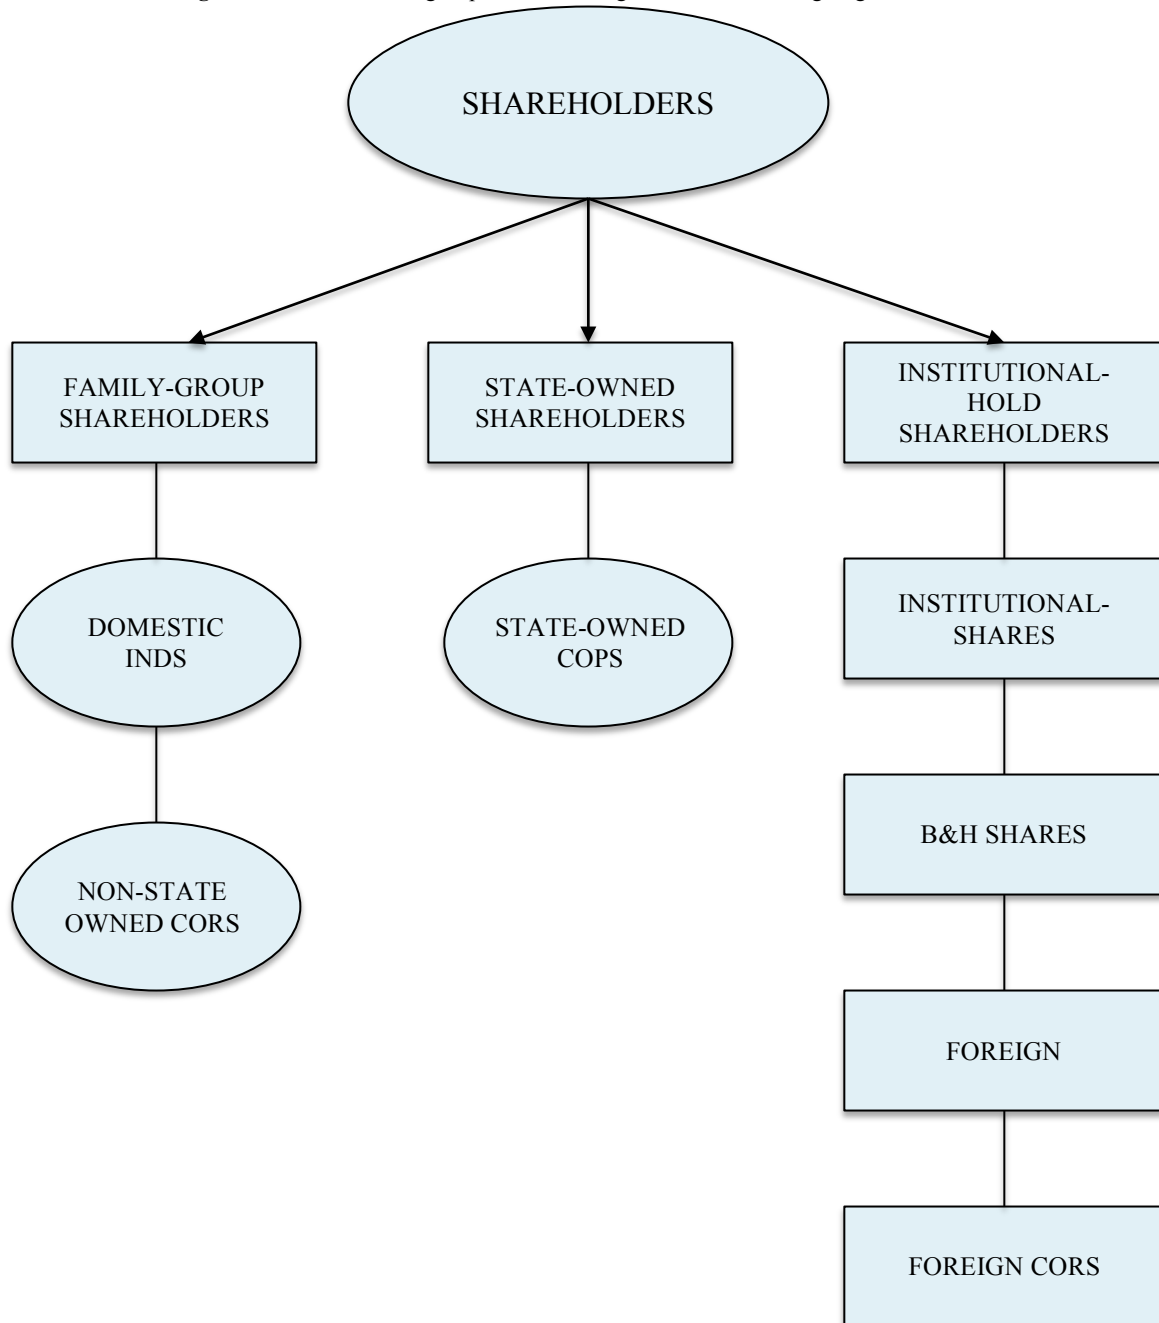 SHAREHOLDERS
FAMILY-GROUP
SHAREHOLDERS
STATE-OWNED
SHAREHOLDERS
INSTITUTIONAL-
HOLD
SHAREHOLDERS
DOMESTIC
INDS
STATE-OWNED
COPS
INSTITUTIONAL-
SHARES
B&H SHARES
NON-STATE
OWNED CORS
FOREIGN
FOREIGN CORS